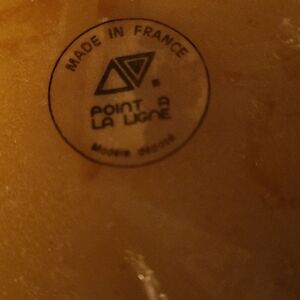 MADE IN FRANCE
POINT A
LA LIGNE
Modèle déposé